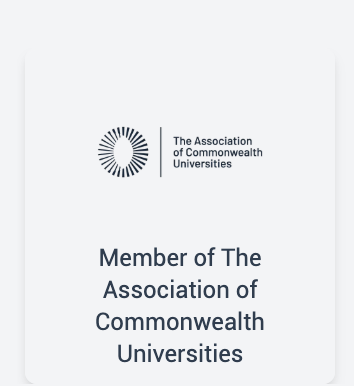 The Association
of Commonwealth
Universities
Member of The
Association of
Commonwealth
Universities